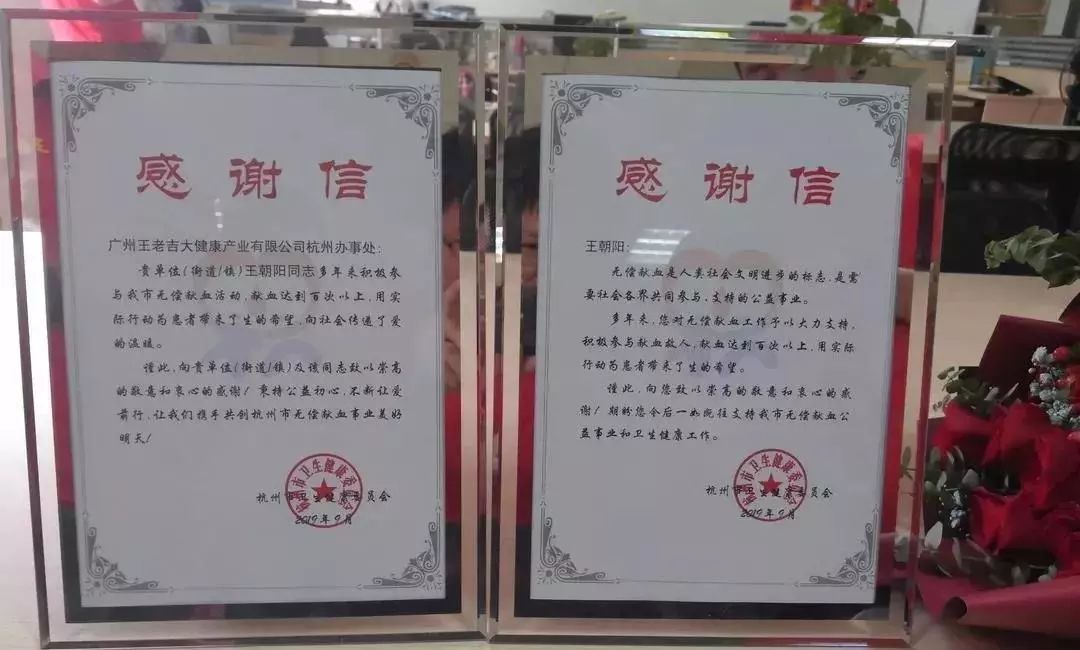 感谢信
广州王老吉大健康产业有限公司杭州办事处：
贵单位(街道/镇)王朝阳同志多年来积极参
与我市无偿献血活动，献血达到百次以上，用实
际行动为患者带来了生的希望，向社会传递了爱
的温暖。
谨此，向贵单位(街道/镇)及该同志致以崇高
的敬意和衷心的感谢！秉持公益初心，不断让爱
前行，让我们携手共创杭州市无偿献血事业美好
明天！
杭州市卫生健康委员会
2019年9月
感谢信
王朝阳：
无偿献血是人类社会文明进步的标志，是需
要社会各界共同参与、支持的公益事业。
多年来，您对无偿献血工作予以大力支持，
积极参与献血救人，献血达到百次以上，用实际
行动为患者带来了生的希望。
谨此，向您致以崇高的敬意和衷心的感
谢！期盼您今后一如既往支持我市无偿献血公
益事业和卫生健康工作。
杭州市卫生健康委员会
2019年9月